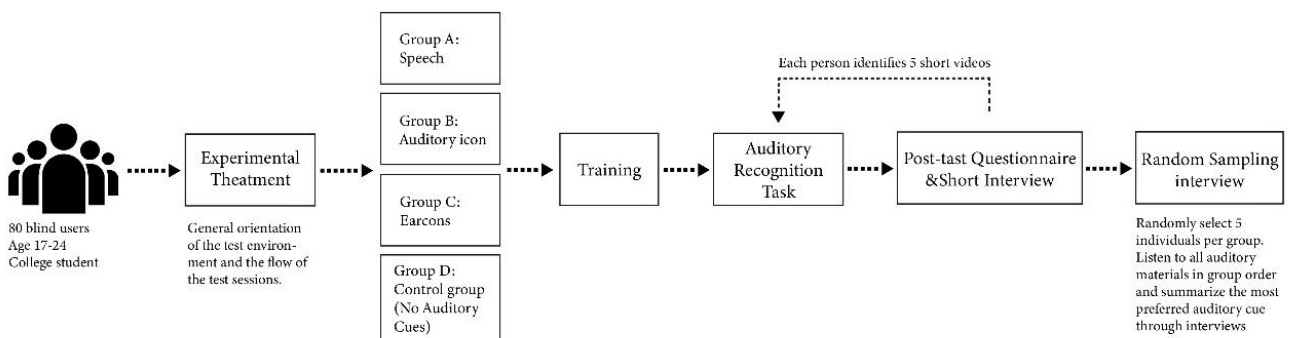 80 blind users
Age 17-24
College student
Experimental
Theatment
General orientation
of the test environ-
ment and the flow of
the test sessions.
Group A:
Speech
Group B:
Auditory icon
Group C:
Earcons
Group D:
Control group
(No Auditory
Cues)
Training
Each person identifies 5 short videos
Auditory
Recognition
Task
Post-tast Questionnaire
&Short Interview
Random Sampling
interview
Randomly select 5
individuals per group.
Listen to all auditory
materials in group order
and summarize the most
preferred auditory cue
through interviews